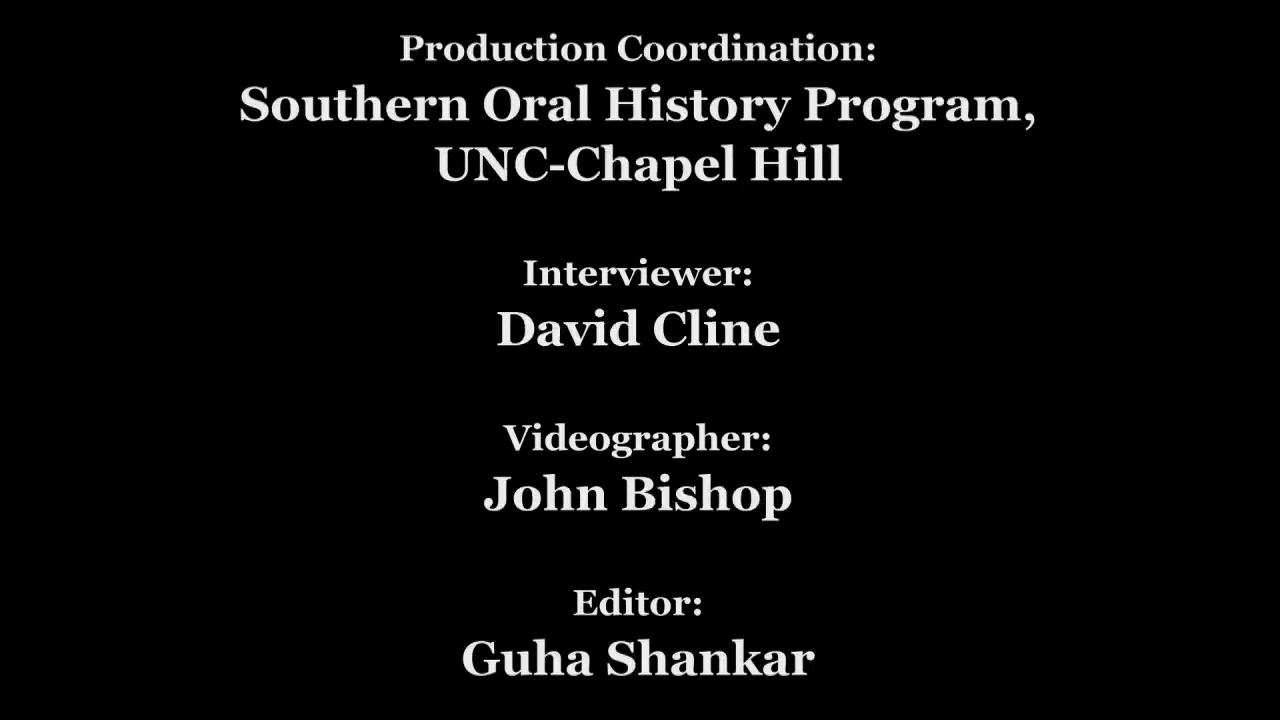 Production Coordination:
Southern Oral History Program,
UNC-Chapel Hill
Interviewer:
David Cline
Videographer:
John Bishop
Editor:
Guha Shankar